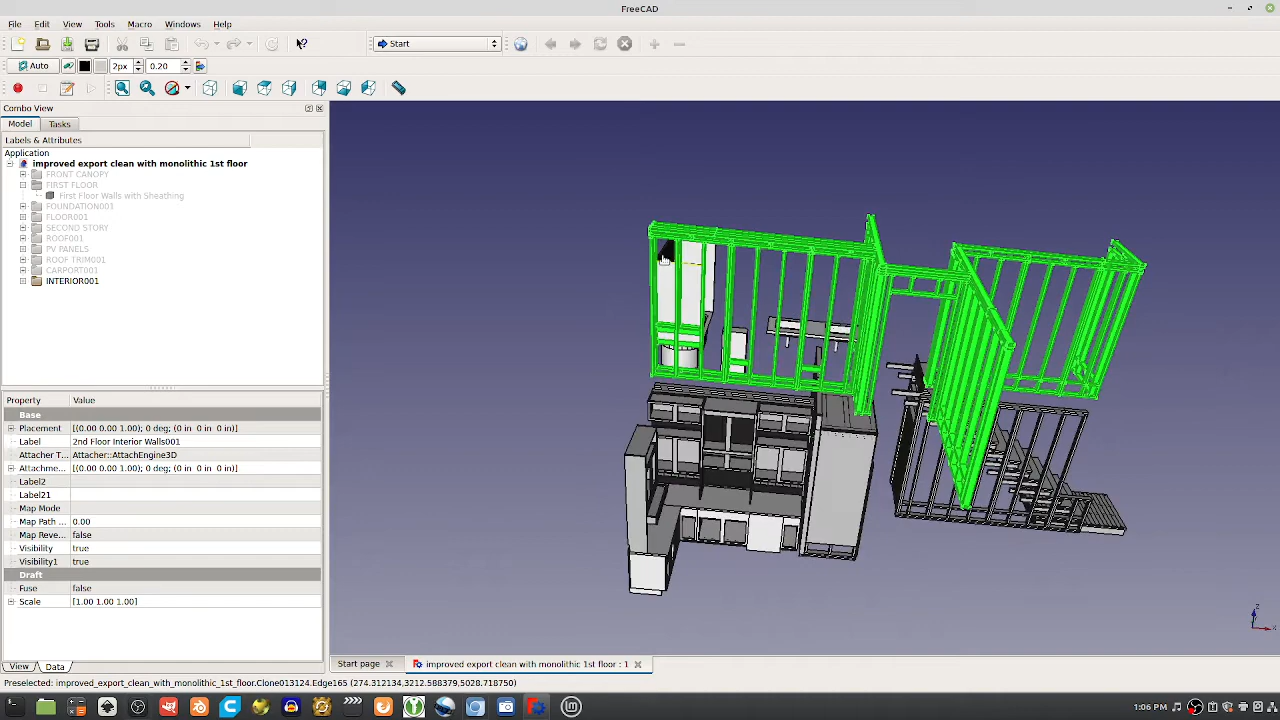 FreeCAD
File Edit View Tools Macro Windows Help
Start
Auto 2px 0.20
Combo View
Model Tasks
Labels & Attributes
Application
improved export clean with monolithic 1st floor
FRONT CANOPY
FIRST FLOOR
First Floor Walls with Sheathing
FOUNDATION001
FLOOR001
SECOND STORY
ROOF001
PV PANELS
ROOF TRIM001
CARPORT001
INTERIOR001
Property Value
Base
Placement [(0.00 0.00 1.00); 0 deg; (0 in 0 in 0 in)]
Label 2nd Floor Interior Walls001
Attacher T... Attacher::AttachEngine3D
Attachme... [(0.00 0.00 1.00); 0 deg; (0 in 0 in 0 in)]
Label2
Label21
Map Mode
Map Path ... 0.00
Map Reve... false
Visibility true
Visibility1 true
Draft
Fuse false
Scale [1.00 1.00 1.00]
View Data
Start page improved export clean with monolithic 1st floor : 1
Preselected: improved_export_clean_with_monolithic_1st_floor.Clone013124.Edge165 (274.312134,3212.588379,5028.718750)
1:06 PM